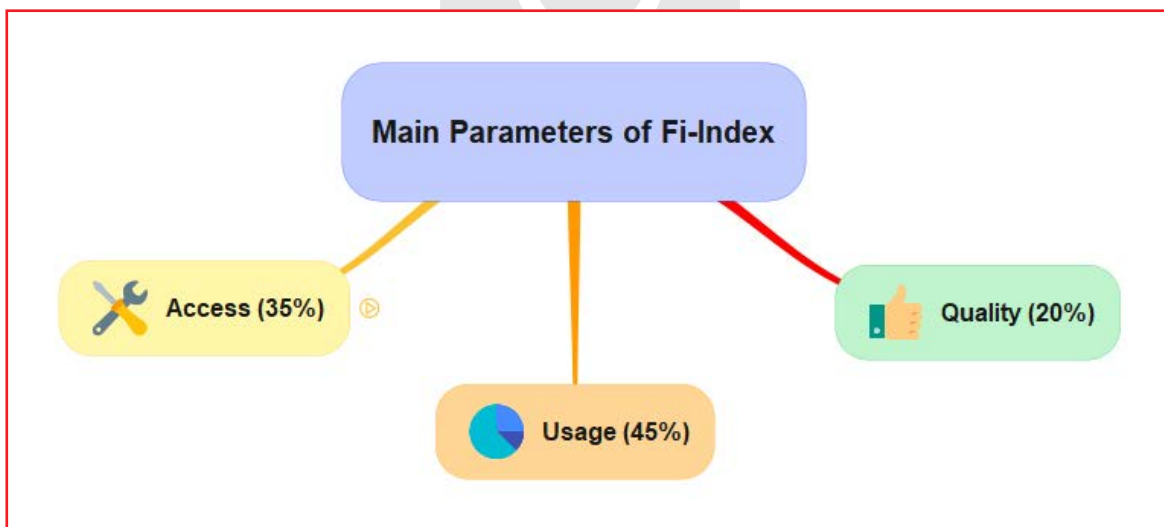 Main Parameters of Fi-Index
Access (35%)
Quality (20%)
Usage (45%)